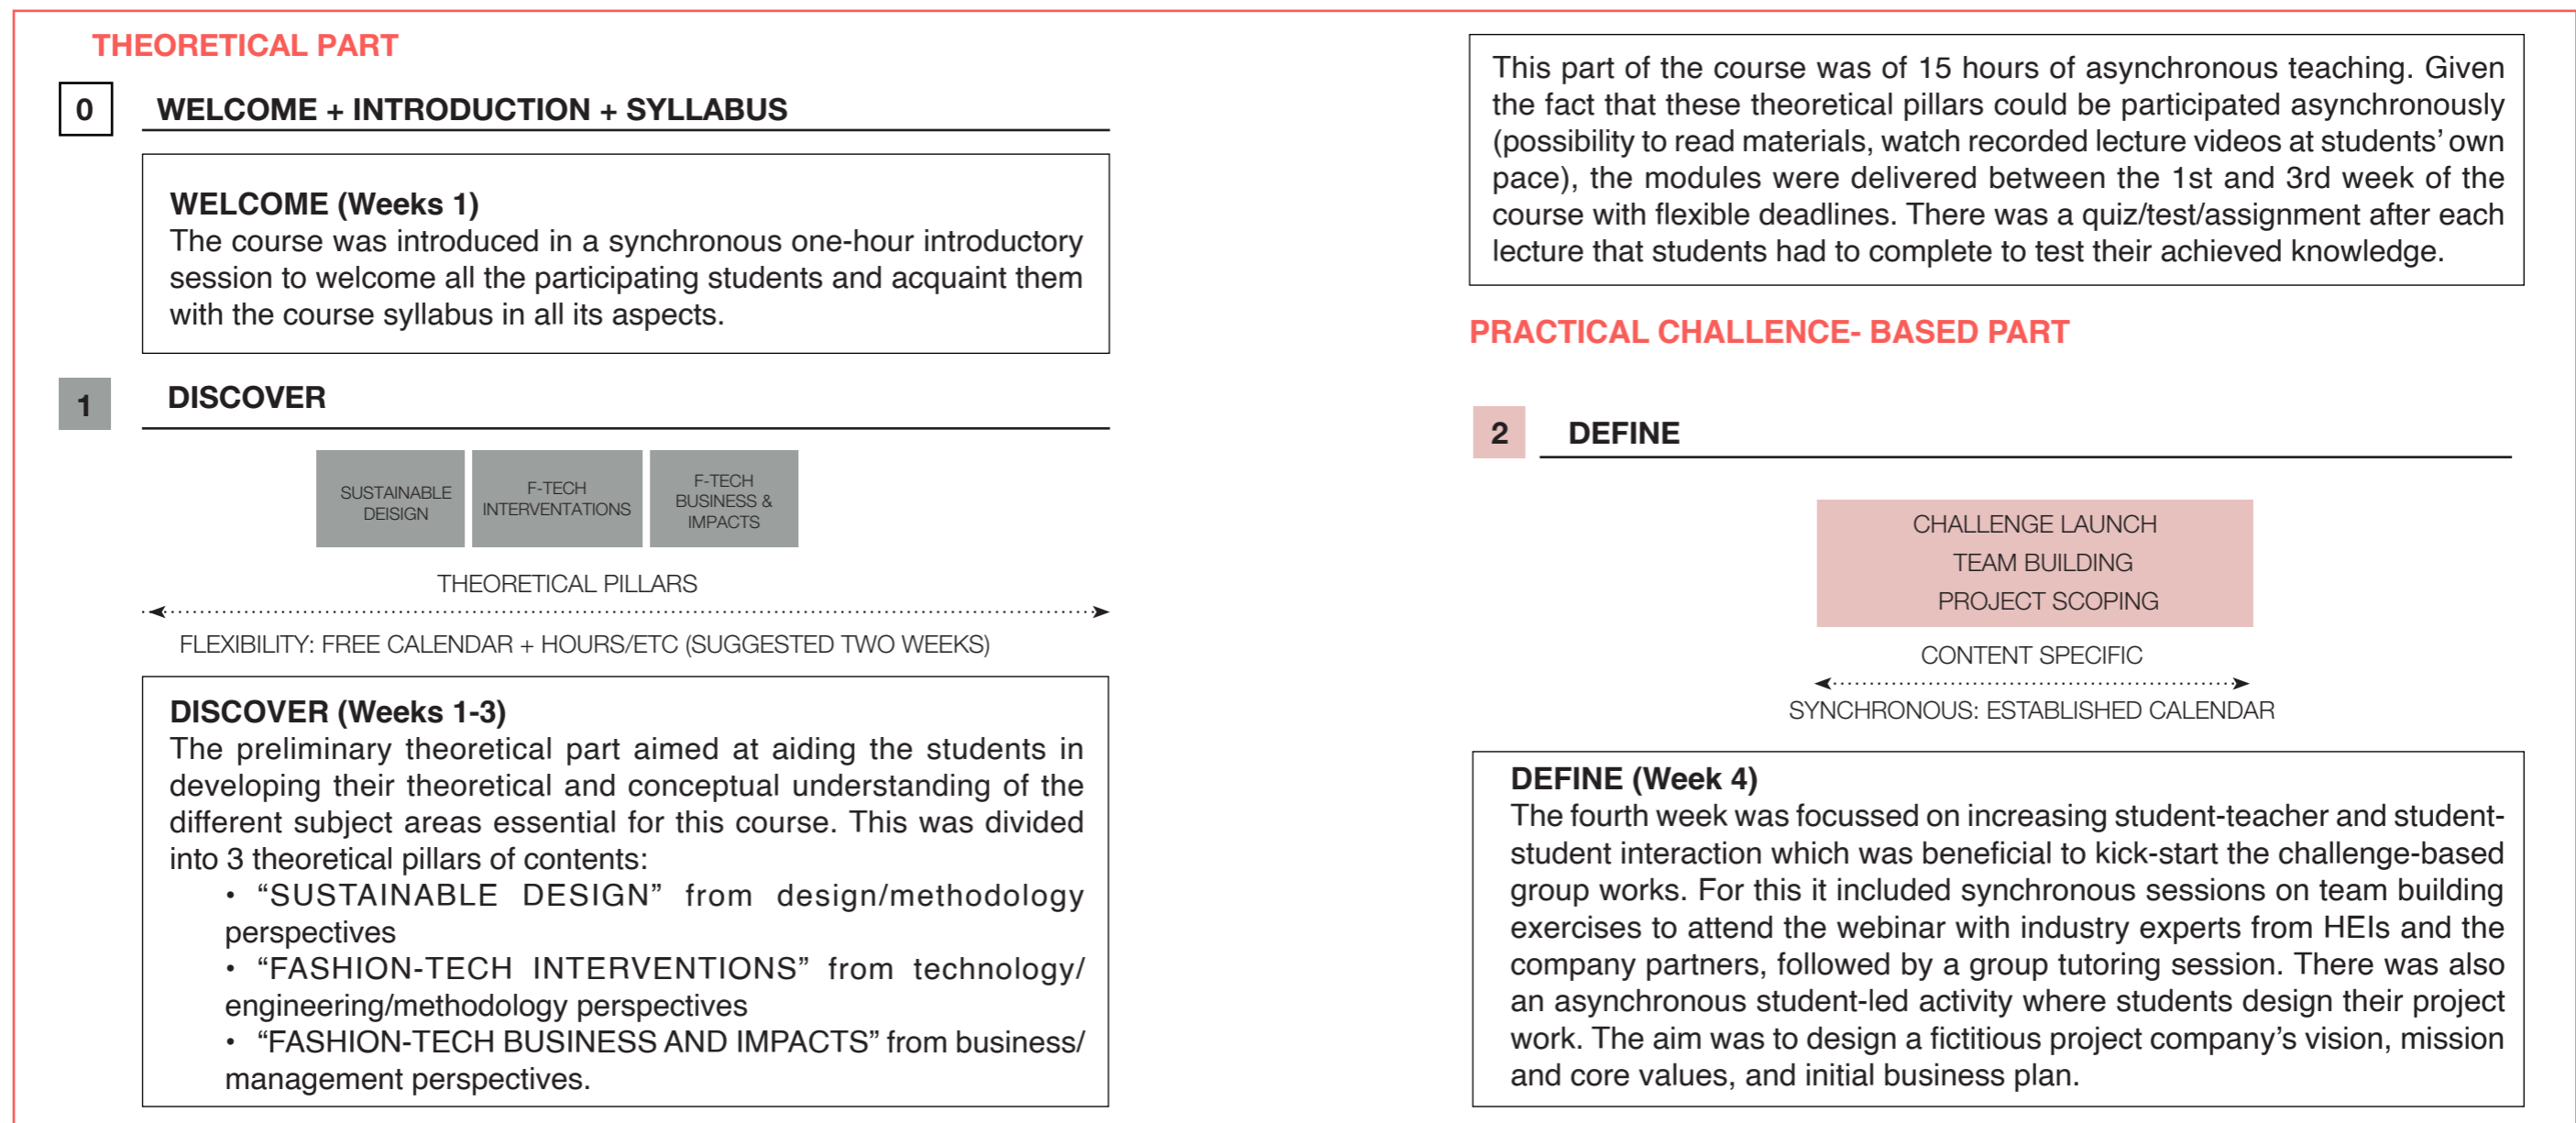 THEORETICAL PART
0
WELCOME + INTRODUCTION + SYLLABUS
WELCOME (Weeks 1)
The course was introduced in a synchronous one-hour introductory
session to welcome all the participating students and acquaint them
with the course syllabus in all its aspects.
1
DISCOVER
SUSTAINABLE
DEISIGN
F-TECH
INTERVENTATIONS
F-TECH
BUSINESS &
IMPACTS
THEORETICAL PILLARS
FLEXIBILITY: FREE CALENDAR + HOURS/ETC (SUGGESTED TWO WEEKS)
DISCOVER (Weeks 1-3)
The preliminary theoretical part aimed at aiding the students in
developing their theoretical and conceptual understanding of the
different subject areas essential for this course. This was divided
into 3 theoretical pillars of contents:
• “SUSTAINABLE DESIGN” from design/methodology
perspectives
• “FASHION-TECH INTERVENTIONS” from technology/
engineering/methodology perspectives
• “FASHION-TECH BUSINESS AND IMPACTS” from business/
management perspectives.
This part of the course was of 15 hours of asynchronous teaching. Given
the fact that these theoretical pillars could be participated asynchronously
(possibility to read materials, watch recorded lecture videos at students’ own
pace), the modules were delivered between the 1st and 3rd week of the
course with flexible deadlines. There was a quiz/test/assignment after each
lecture that students had to complete to test their achieved knowledge.
PRACTICAL CHALLENCE- BASED PART
2
DEFINE
CHALLENGE LAUNCH
TEAM BUILDING
PROJECT SCOPING
CONTENT SPECIFIC
SYNCHRONOUS: ESTABLISHED CALENDAR
DEFINE (Week 4)
The fourth week was focussed on increasing student-teacher and student-
student interaction which was beneficial to kick-start the challenge-based
group works. For this it included synchronous sessions on team building
exercises to attend the webinar with industry experts from HEIs and the
company partners, followed by a group tutoring session. There was also
an asynchronous student-led activity where students design their project
work. The aim was to design a fictitious project company’s vision, mission
and core values, and initial business plan.